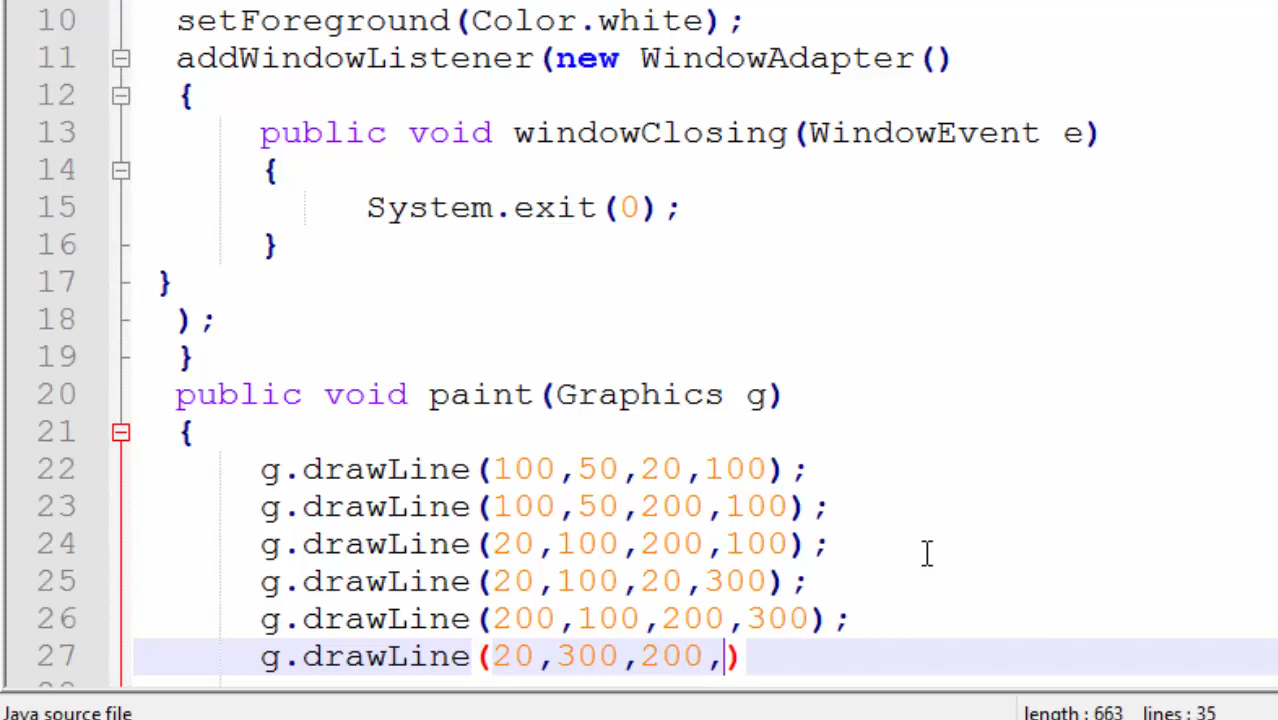 10 setForeground(Color.white);
11 addWindowListener(new WindowAdapter()
12 {
13 public void windowClosing(WindowEvent e)
14 {
15 System.exit(0);
16 }
17 }
18 );
19 }
20 public void paint(Graphics g)
21 {
22 g.drawLine(100,50,20,100);
23 g.drawLine(100,50,200,100);
24 g.drawLine(20,100,200,100);
25 g.drawLine(20,100,20,300);
26 g.drawLine(200,100,200,300);
27 g.drawLine(20,300,200,)
Java source file length : 663 lines : 35